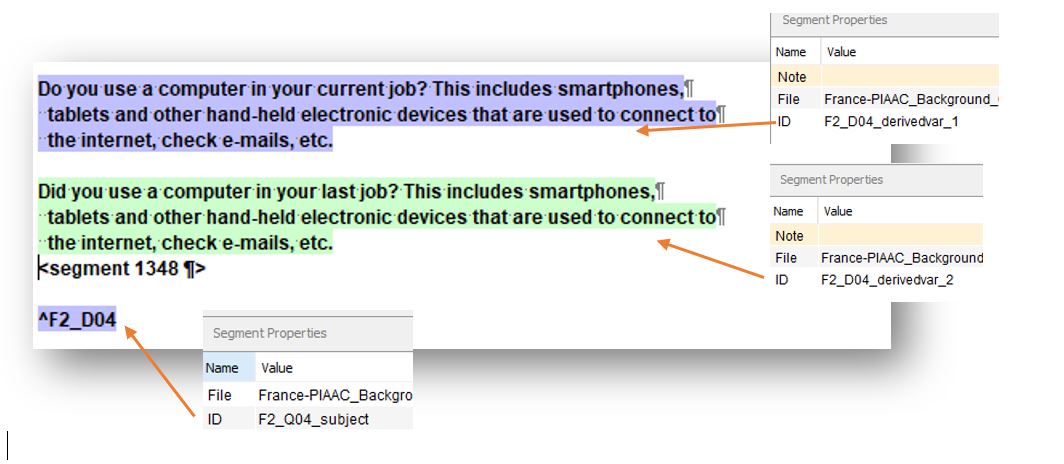 Segment Properties
Name Value
Note
File France-PIAAC_Background_
ID F2_D04_derivedvar_1
Do you use a computer in your current job? This includes smartphones,¶
tablets and other hand-held electronic devices that are used to connect to¶
the internet, check e-mails, etc.
Segment Properties
Name Value
Note
File France-PIAAC_Background
ID F2_D04_derivedvar_2
Did you use a computer in your last job? This includes smartphones,¶
tablets and other hand-held electronic devices that are used to connect to¶
the internet, check e-mails, etc.
<segment 1348 ¶>
^F2_D04
Segment Properties
Name Value
File France-PIAAC_Backgro
ID F2_Q04_subject